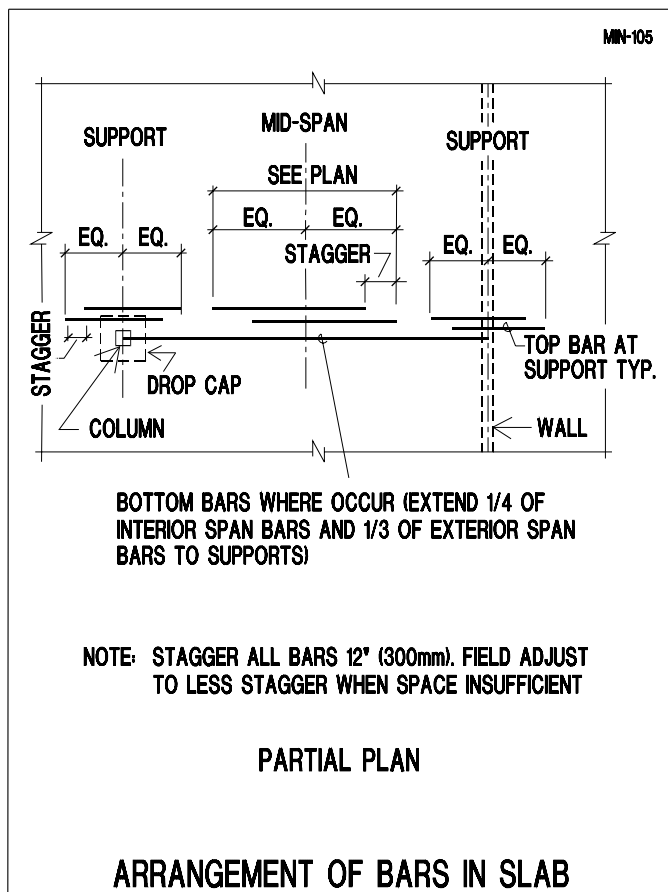 MIN-105
MID-SPAN
SUPPORT
SUPPORT
SEE PLAN
EQ. EQ.
EQ. EQ.
EQ. EQ.
STAGGER
STAGGER
TOP BAR AT
SUPPORT TYP.
DROP CAP
COLUMN
WALL
BOTTOM BARS WHERE OCCUR (EXTEND 1/4 OF
INTERIOR SPAN BARS AND 1/3 OF EXTERIOR SPAN
BARS TO SUPPORTS)
NOTE: STAGGER ALL BARS 12" (300mm). FIELD ADJUST
TO LESS STAGGER WHEN SPACE INSUFFICIENT
PARTIAL PLAN
ARRANGEMENT OF BARS IN SLAB